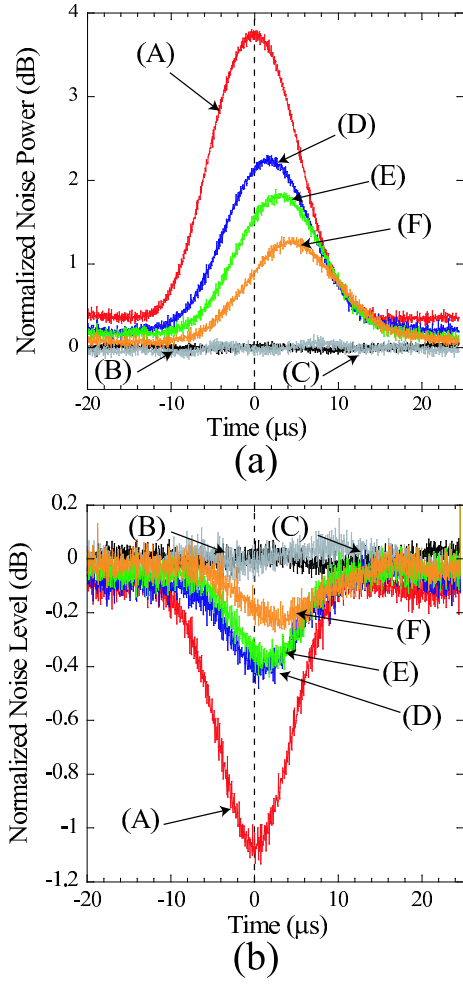 4
3
2
1
0
Normalized Noise Power (dB)
(A)
(D)
(E)
(F)
(B)
(C)
-20
-10
0
10
20
Time (μs)
(a)
0.2
0
-0.2
-0.4
-0.6
-0.8
-1
-1.2
Normalized Noise Level (dB)
(B)
(C)
(F)
(E)
(D)
(A)
-20
-10
0
10
20
Time (μs)
(b)